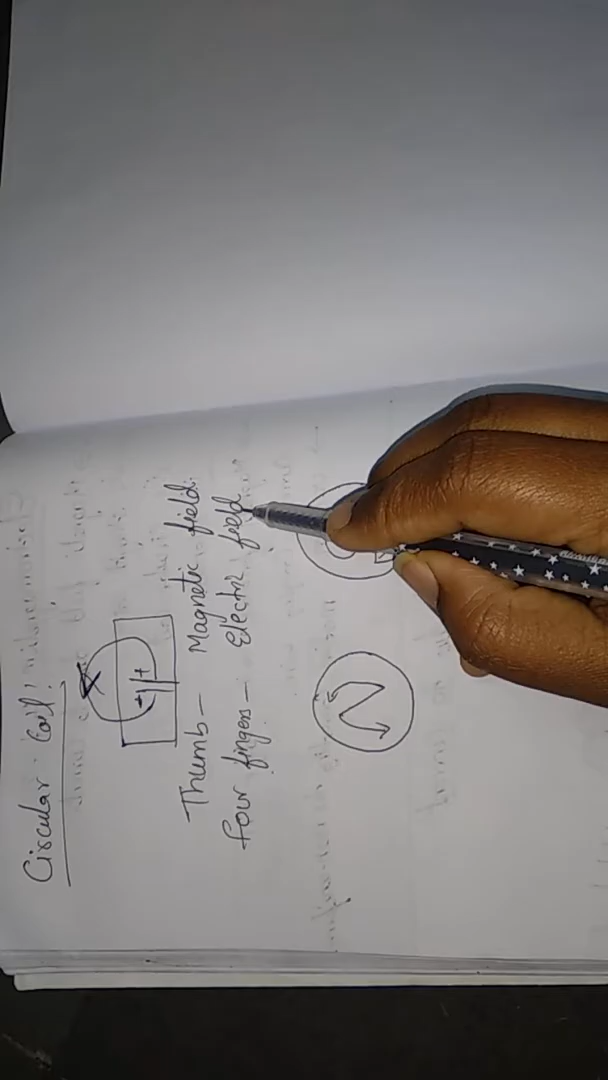 Circular Coil:
Thumb - Magnetic field.
Four fingers - Electric field
N